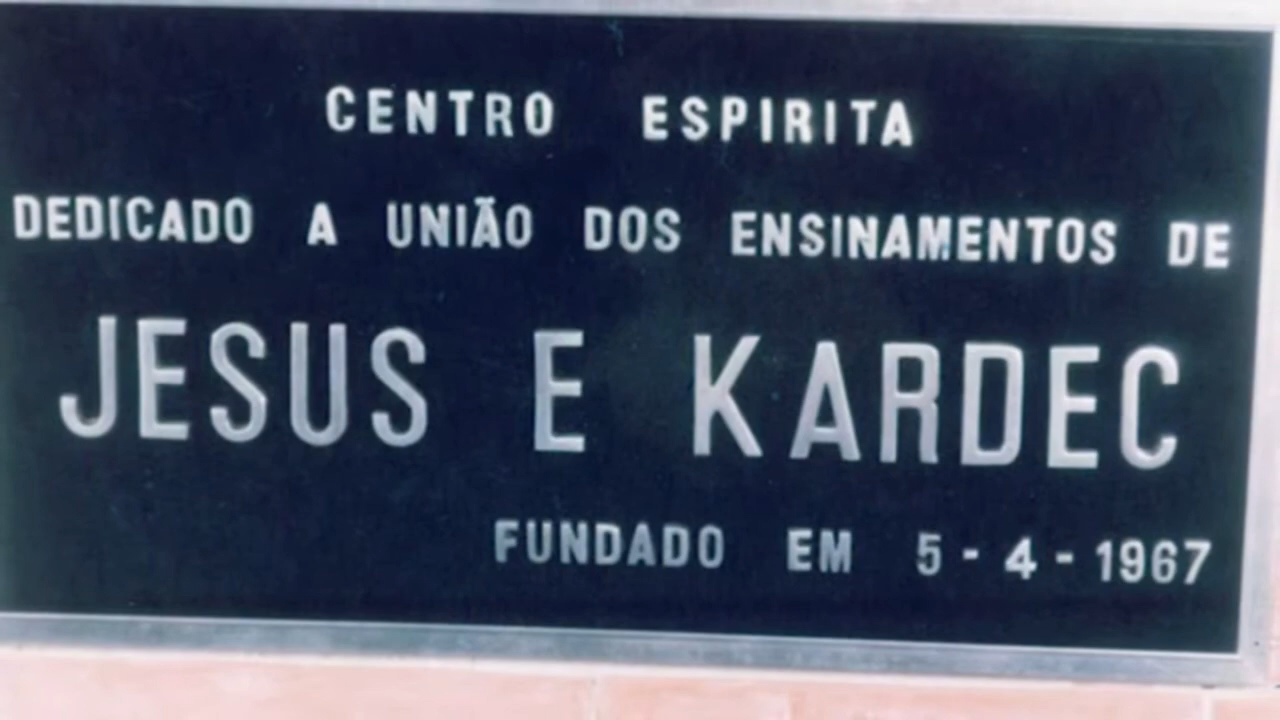 CENTRO ESPIRITA
DEDICADO A UNIÃO DOS ENSINAMENTOS DE
JESUS E KARDEC
FUNDADO EM 5-4-1967